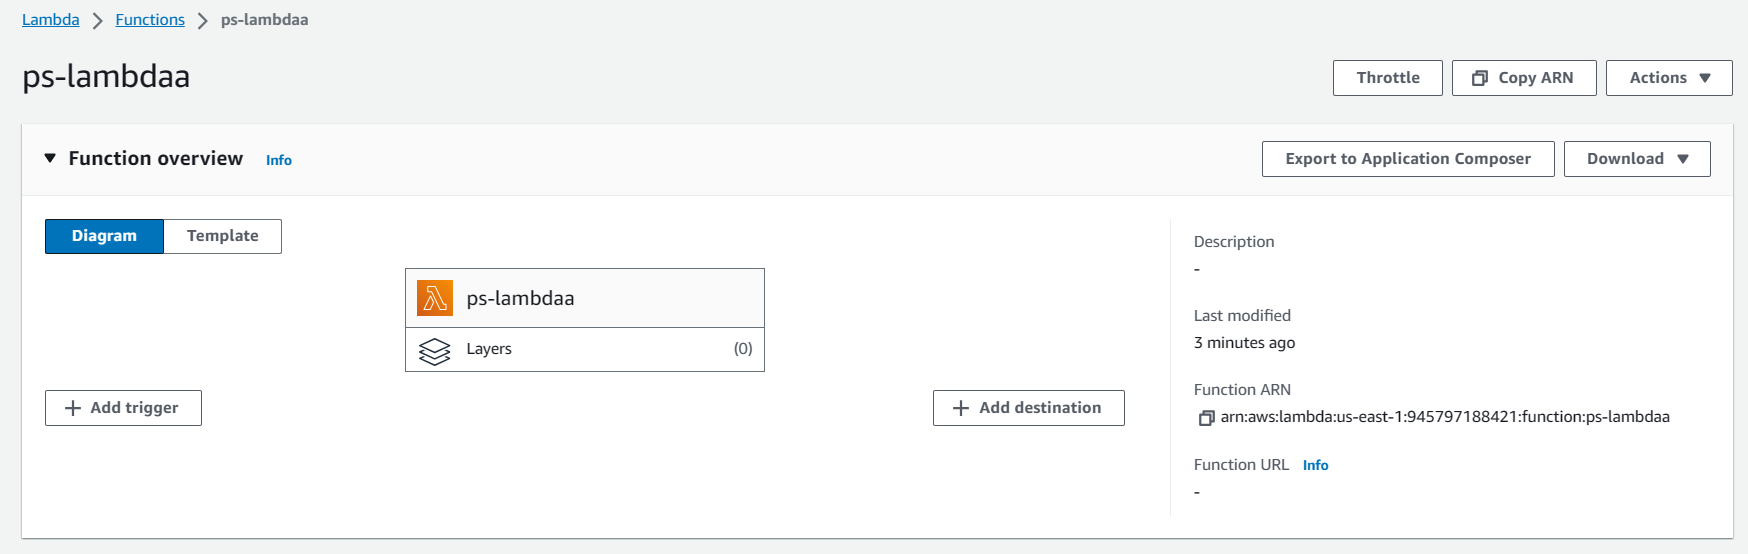 Lambda > Functions > ps-lambdaa
ps-lambdaa
Throttle Copy ARN Actions
Function overview Info
Export to Application Composer Download
Diagram Template
ps-lambdaa
Layers (0)
+ Add trigger
+ Add destination
Description
-
Last modified
3 minutes ago
Function ARN
arn:aws:lambda:us-east-1:945797188421:function:ps-lambdaa
Function URL Info
-